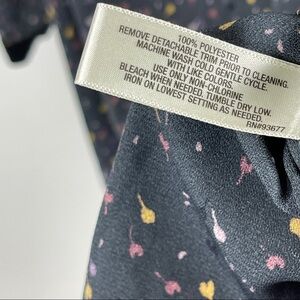 100% POLYESTER
REMOVE DETACHABLE TRIM PRIOR TO CLEANING.
MACHINE WASH COLD GENTLE CYCLE.
WITH LIKE COLORS.
USE ONLY NON-CHLORINE
BLEACH WHEN NEEDED. TUMBLE DRY LOW.
IRON ON LOWEST SETTING AS NEEDED.
RN#93677